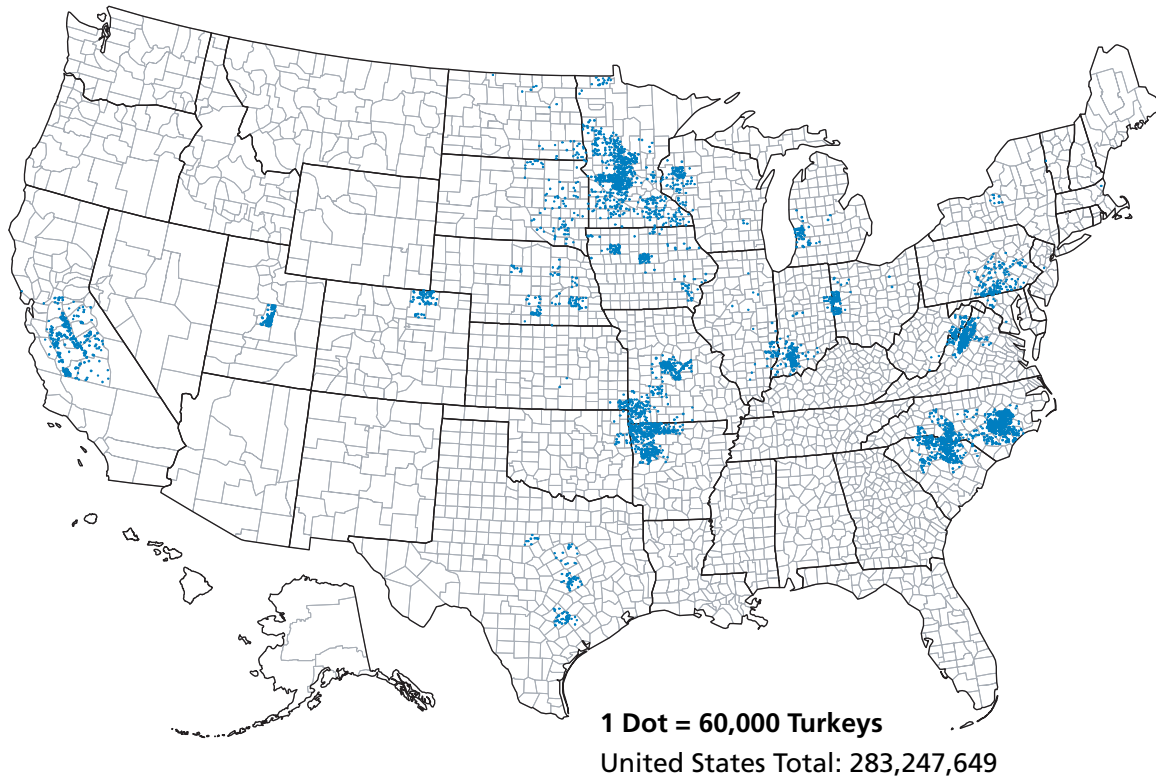 1 Dot = 60,000 Turkeys
United States Total: 283,247,649